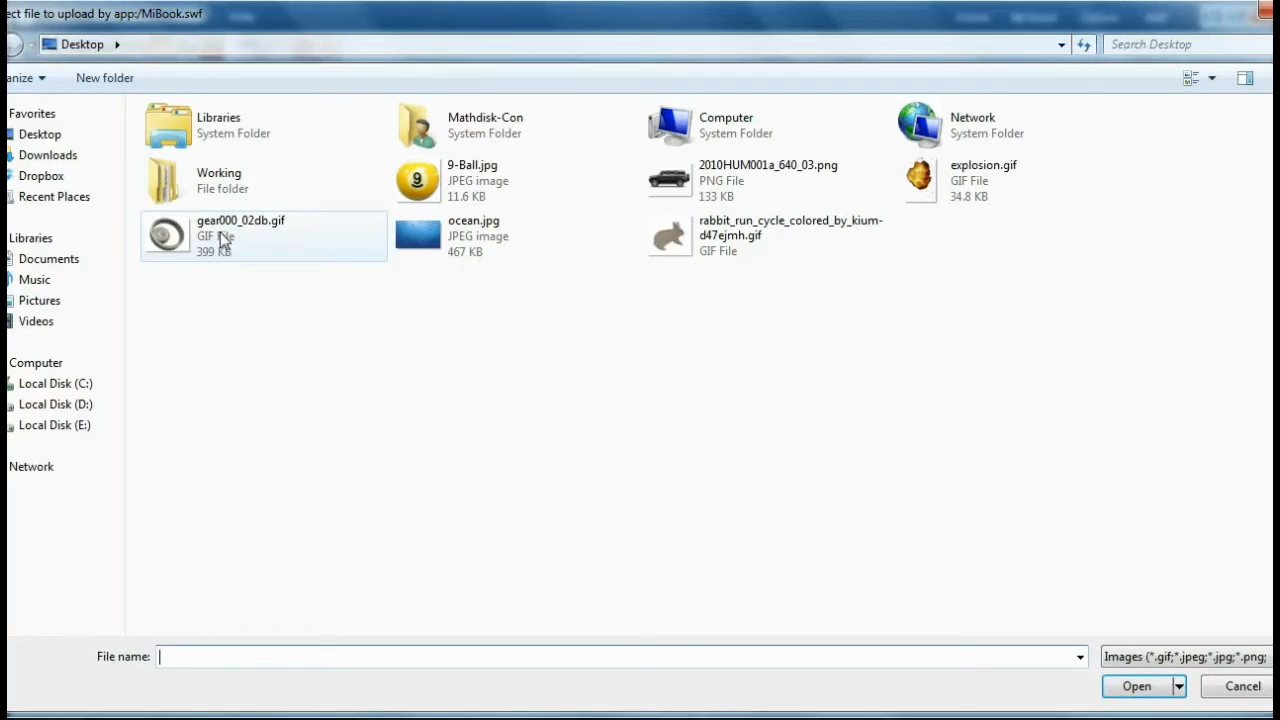 ect file to upload by app:/MiBook.swf
Desktop
Search Desktop
anize
New folder
Favorites
Desktop
Downloads
Dropbox
Recent Places
Libraries
Documents
Music
Pictures
Videos
Computer
Local Disk (C:)
Local Disk (D:)
Local Disk (E:)
Network
Libraries
System Folder
Mathdisk-Con
System Folder
Computer
System Folder
Network
System Folder
Working
File folder
9-Ball.jpg
JPEG image
11.6 KB
2010HUM001a_640_03.png
PNG File
133 KB
explosion.gif
GIF File
34.8 KB
gear000_02db.gif
GIF File
399 KB
ocean.jpg
JPEG image
467 KB
rabbit_run_cycle_colored_by_kium-
d47ejmh.gif
GIF File
File name:
Images (*.gif;*.jpeg;*.jpg;*.png;
Open
Cancel